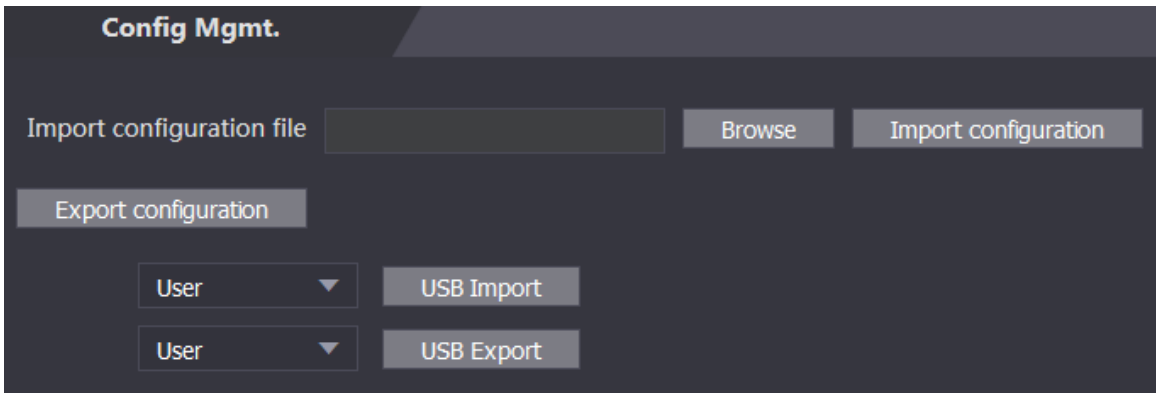 Config Mgmt.
Import configuration file Browse Import configuration
Export configuration
User USB Import
User USB Export